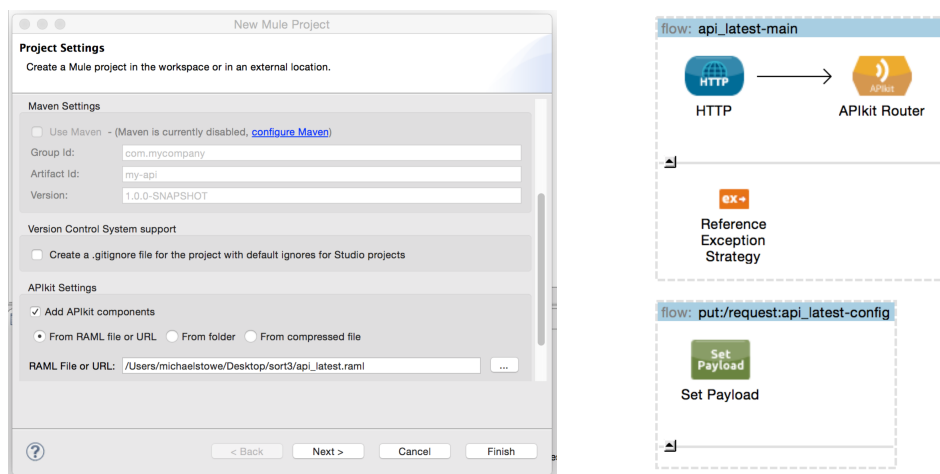 New Mule Project
Project Settings
Create a Mule project in the workspace or in an external location.
Maven Settings
Use Maven - (Maven is currently disabled, configure Maven)
Group Id: com.mycompany
Artifact Id: my-api
Version: 1.0.0-SNAPSHOT
Version Control System support
Create a .gitignore file for the project with default ignores for Studio projects
APIkit Settings
Add APIkit components
From RAML file or URL From folder From compressed file
RAML File or URL: /Users/michaelstowe/Desktop/sort3/api_latest.raml ...
? < Back Next > Cancel Finish
flow: api_latest-main
HTTP APIkit
HTTP APIkit Router
ex
Reference
Exception
Strategy
flow: put:/request:api_latest-config
Set
Payload
Set Payload